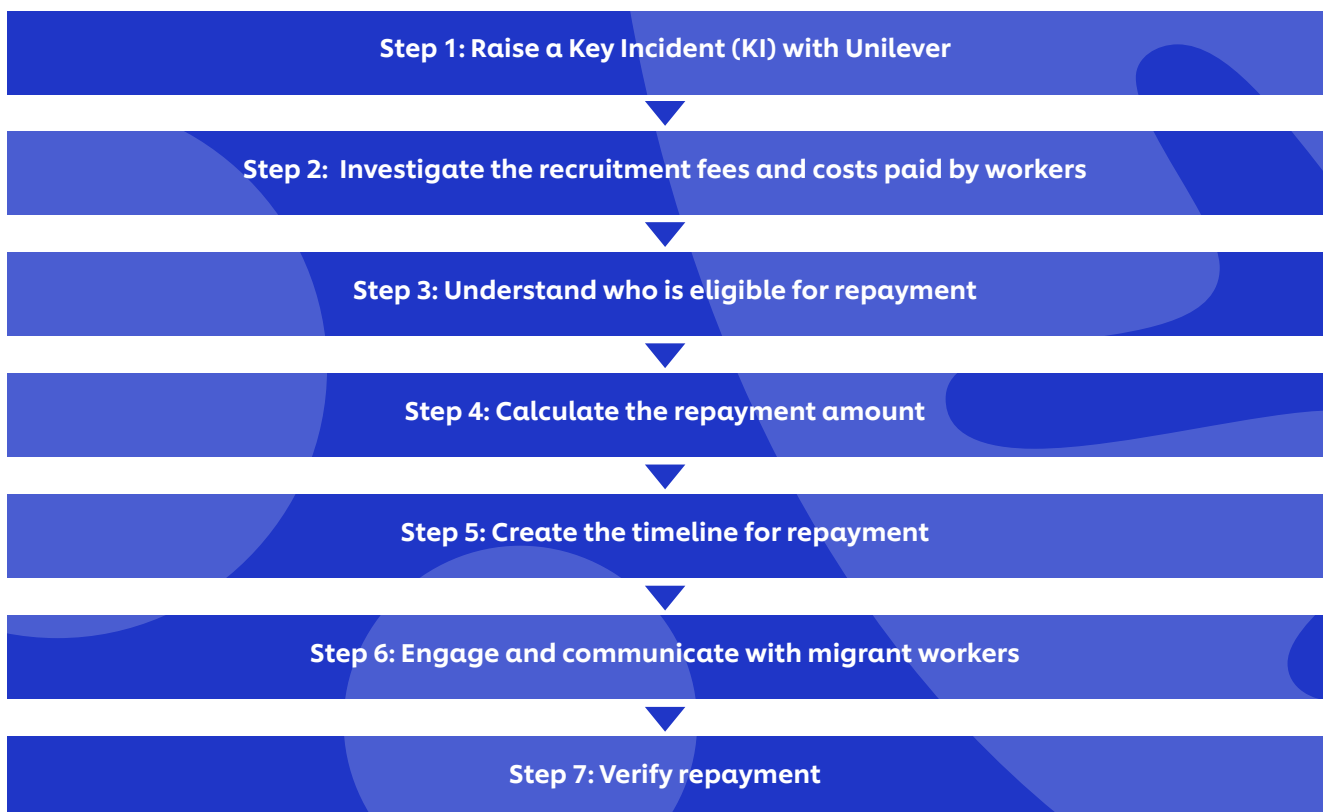 Step 1: Raise a Key Incident (KI) with Unilever
Step 2: Investigate the recruitment fees and costs paid by workers
Step 3: Understand who is eligible for repayment
Step 4: Calculate the repayment amount
Step 5: Create the timeline for repayment
Step 6: Engage and communicate with migrant workers
Step 7: Verify repayment